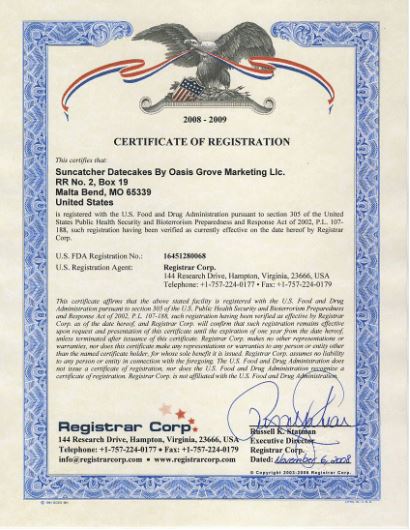 2008 - 2009
CERTIFICATE OF REGISTRATION
This certifies that:
Suncatcher Datecakes By Oasis Grove Marketing Llc.
RR No. 2, Box 19
Malta Bend, MO 65339
United States
is registered with the U.S. Food and Drug Administration pursuant to section 305 of the United
States Public Health Security and Bioterrorism Preparedness and Response Act of 2002, P.L. 107-
188, such registration having been verified as currently effective on the date hereof by Registrar
Corp.
U.S. FDA Registration No.: 16451280068
U.S. Registration Agent: Registrar Corp.
144 Research Drive, Hampton, Virginia, 23666, USA
Telephone: +1-757-224-0177 • Fax: +1-757-224-0179
This certificate affirms that the above stated facility is registered with the U.S. Food and Drug
Administration pursuant to section 305 of the U.S. Public Health Security and Bioterrorism Preparedness
and Response Act of 2002, P.L. 107-188, such registration having been verified as effective by Registrar
Corp. as of the date hereof, and Registrar Corp. will confirm that such registration remains effective
upon request and presentation of this certificate until the expiration of one year from the date hereof,
unless terminated after issuance of this certificate. Registrar Corp. makes no other representations or
warranties, nor does this certificate make any representations or warranties to any person or entity other
than the named certificate holder, for whose sole benefit it is issued. Registrar Corp. assumes no liability
to any person or entity in connection with the foregoing. The U.S. Food and Drug Administration does
not issue a certificate of registration, nor does the U.S. Food and Drug Administration recognize a
certificate of registration. Registrar Corp. is not affiliated with the U.S. Food and Drug Administration.
Registrar Corp.
144 Research Drive, Hampton, Virginia, 23666, USA
Telephone: +1-757-224-0177 • Fax: +1-757-224-0179
info@registrarcorp.com • www.registrarcorp.com
Russell K. Statman
Executive Director
Registrar Corp.
Dated: November 6, 2008
© Copyright 2003-2008 Registrar Corp.